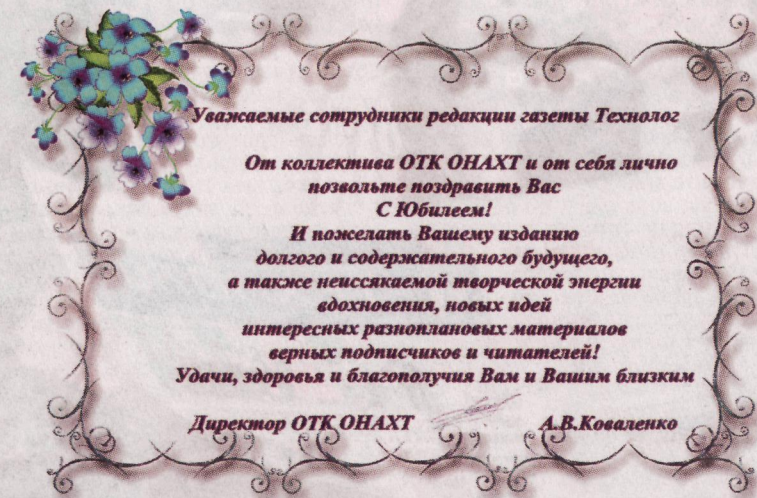 Уважаемые сотрудники редакции газеты Технолог
От коллектива ОТК ОНАХТ и от себя лично
позвольте поздравить Вас
С Юбилеем!
И пожелать Вашему изданию
долгого и содержательного будущего,
а также неиссякаемой творческой энергии
вдохновения, новых идей
интересных разноплановых материалов
верных подписчиков и читателей!
Удачи, здоровья и благополучия Вам и Вашим близким
Директор ОТК ОНАХТ А.В.Коваленко